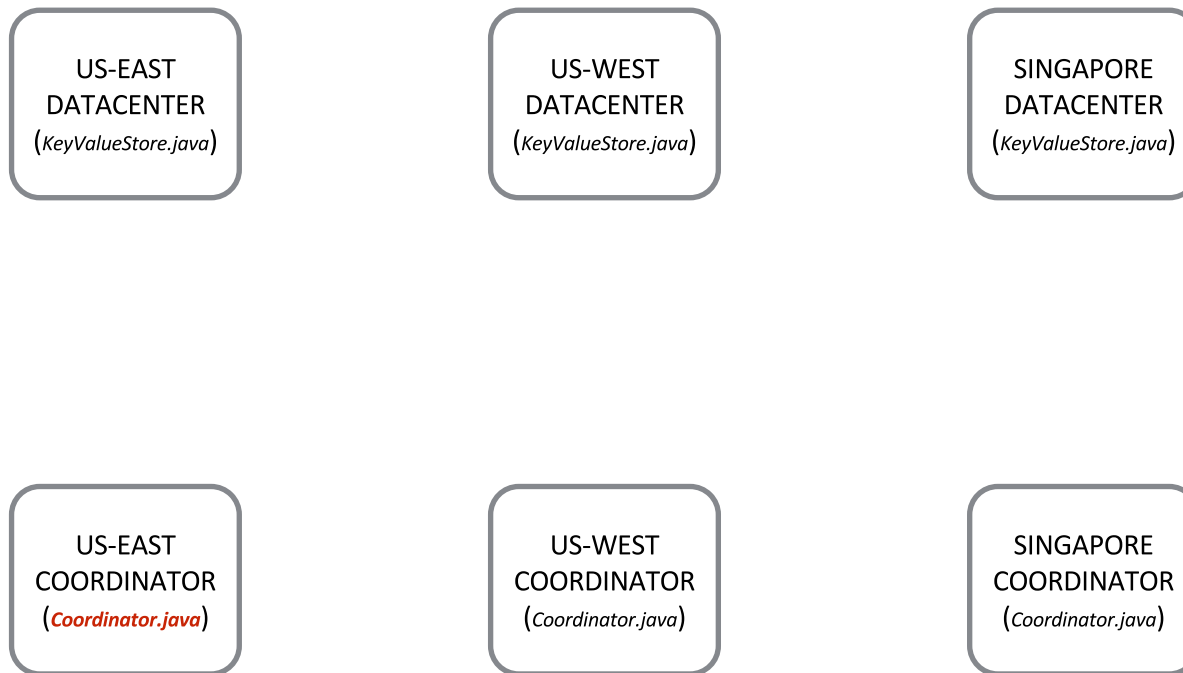 US-EAST
DATACENTER
(KeyValueStore.java)
US-WEST
DATACENTER
(KeyValueStore.java)
SINGAPORE
DATACENTER
(KeyValueStore.java)
US-EAST
COORDINATOR
(Coordinator.java)
US-WEST
COORDINATOR
(Coordinator.java)
SINGAPORE
COORDINATOR
(Coordinator.java)